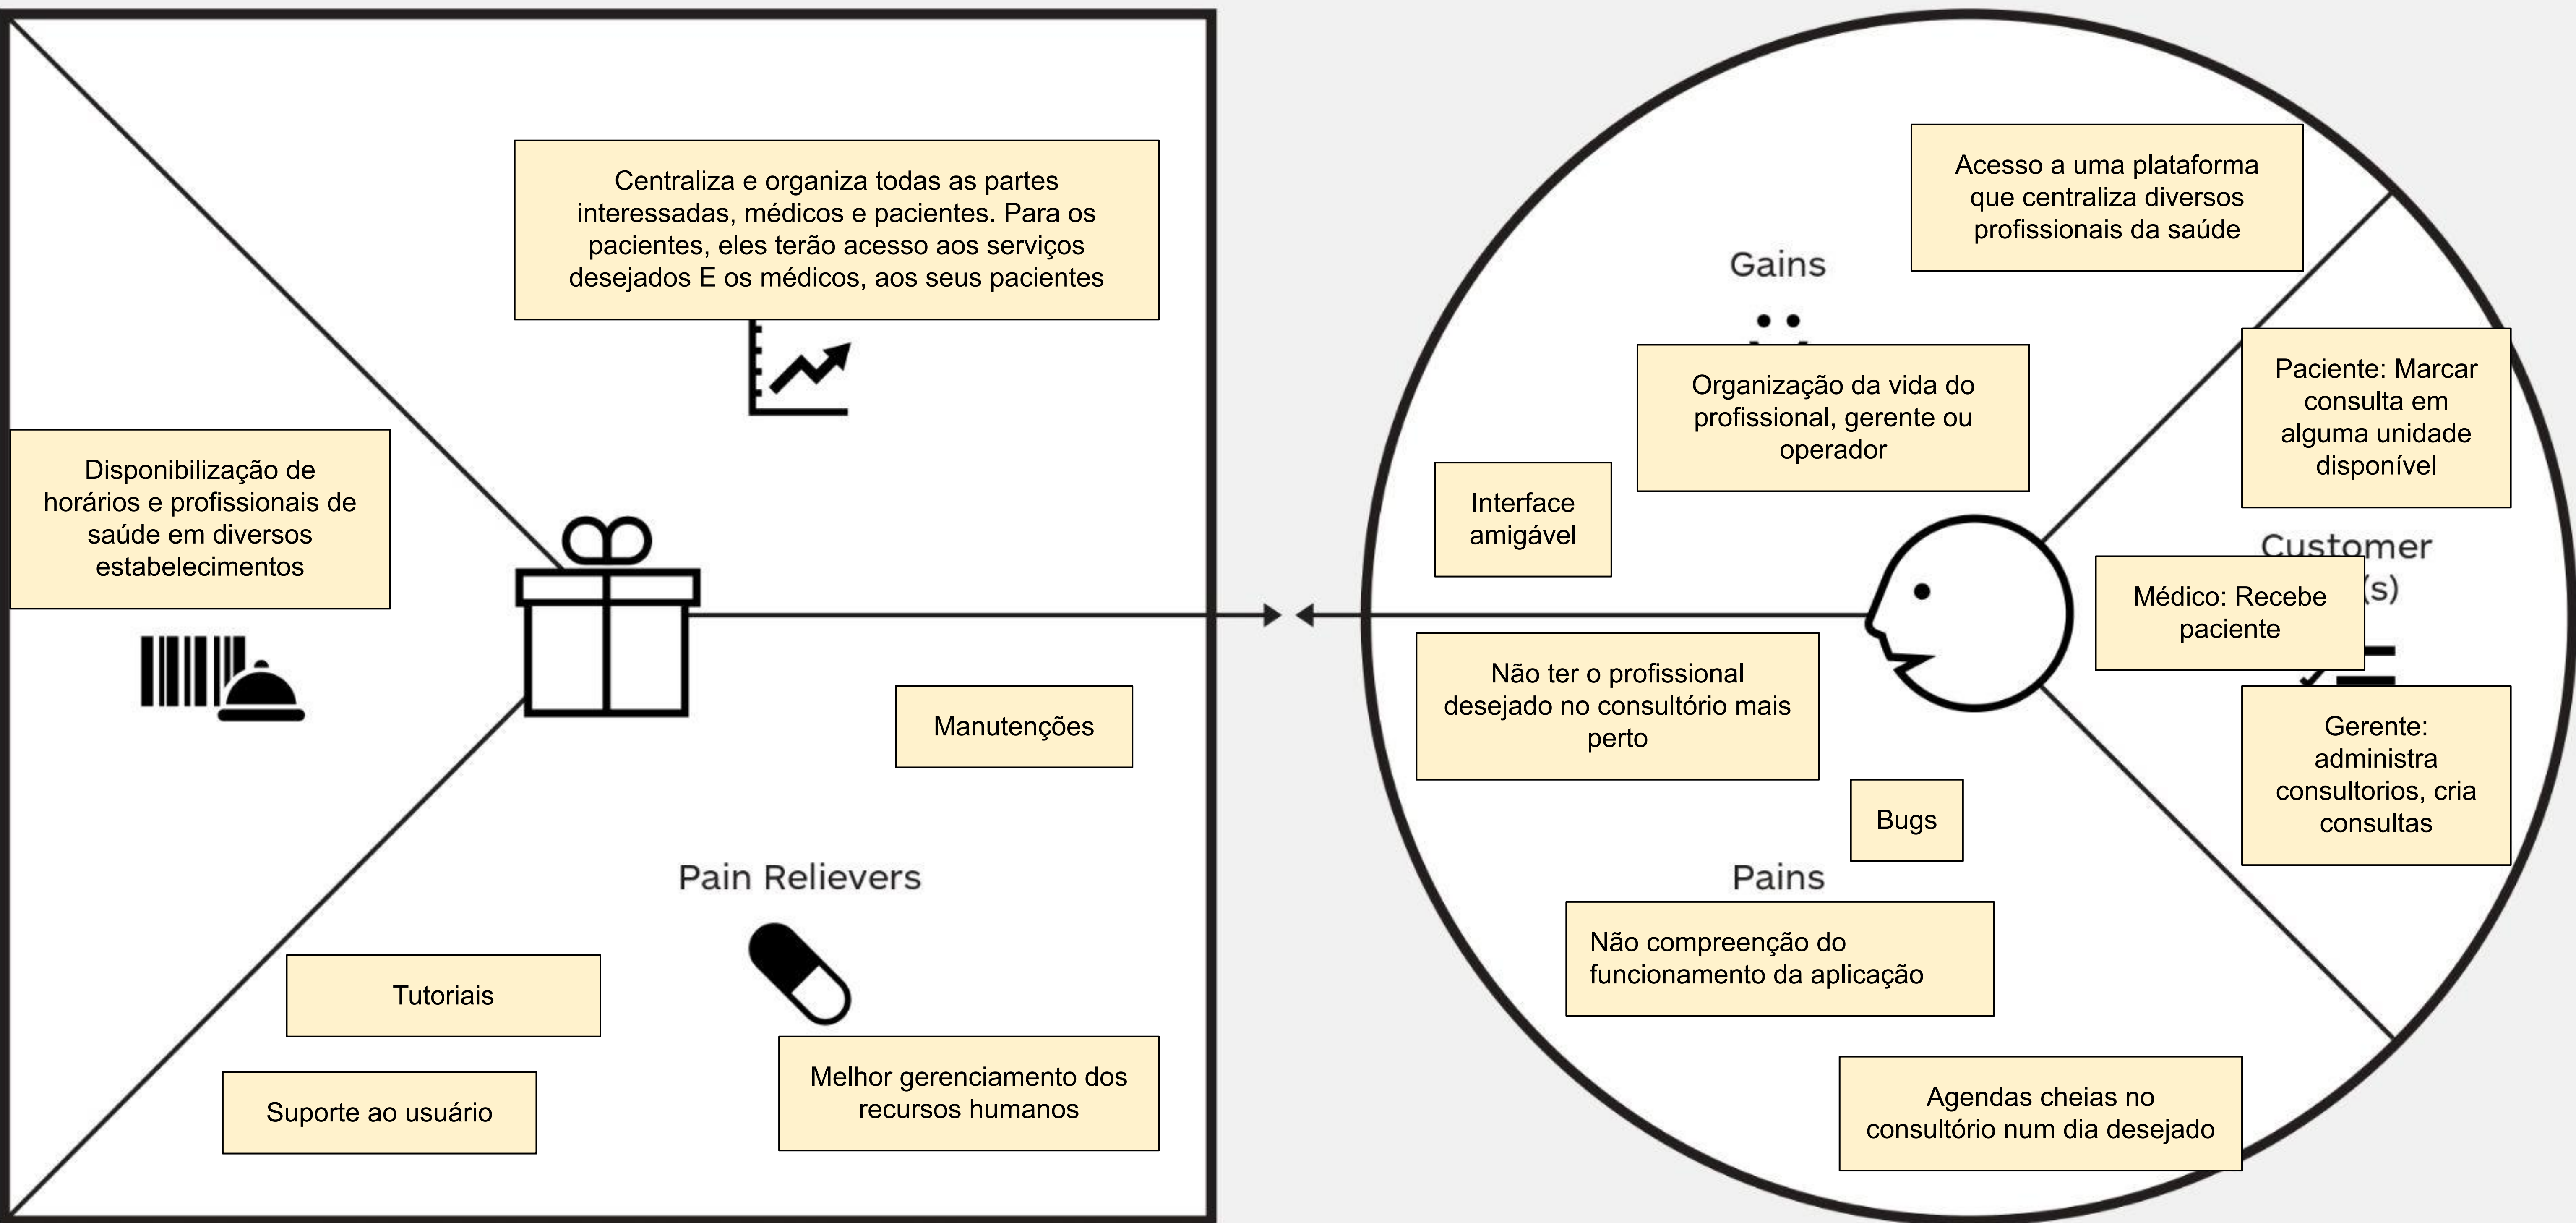 Centraliza e organiza todas as partes
interessadas, médicos e pacientes. Para os
pacientes, eles terão acesso aos serviços
desejados E os médicos, aos seus pacientes
Disponibilização de
horários e profissionais de
saúde em diversos
estabelecimentos
Manutenções
Pain Relievers
Tutoriais
Suporte ao usuário
Melhor gerenciamento dos
recursos humanos
Acesso a uma plataforma
que centraliza diversos
profissionais da saúde
Gains
Organização da vida do
profissional, gerente ou
operador
Interface
amigável
Paciente: Marcar
consulta em
alguma unidade
disponível
Customer
(s)
Médico: Recebe
paciente
Gerente:
administra
consultorios, cria
consultas
Não ter o profissional
desejado no consultório mais
perto
Bugs
Pains
Não compreenção do
funcionamento da aplicação
Agendas cheias no
consultório num dia desejado